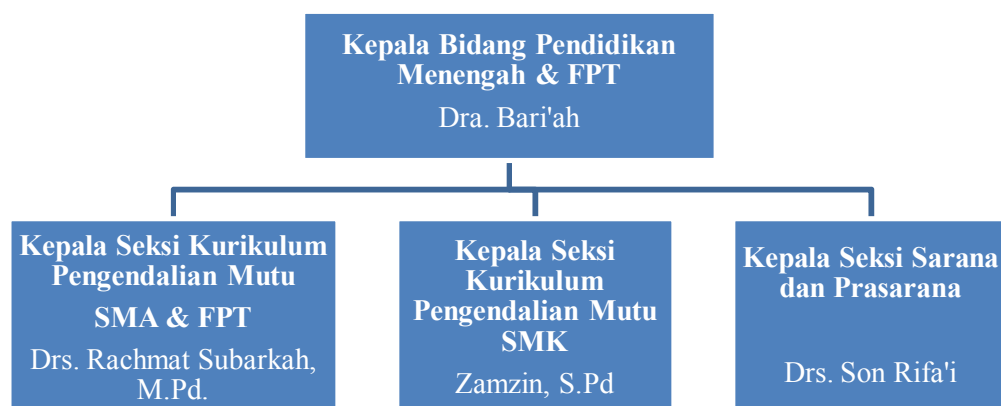 Kepala Bidang Pendidikan
Menengah & FPT
Dra. Bari'ah
Kepala Seksi Kurikulum
Pengendalian Mutu
SMA & FPT
Drs. Rachmat Subarkah,
M.Pd.
Kepala Seksi
Kurikulum
Pengendalian Mutu
SMK
Zamzin, S.Pd
Kepala Seksi Sarana
dan Prasarana
Drs. Son Rifa'i